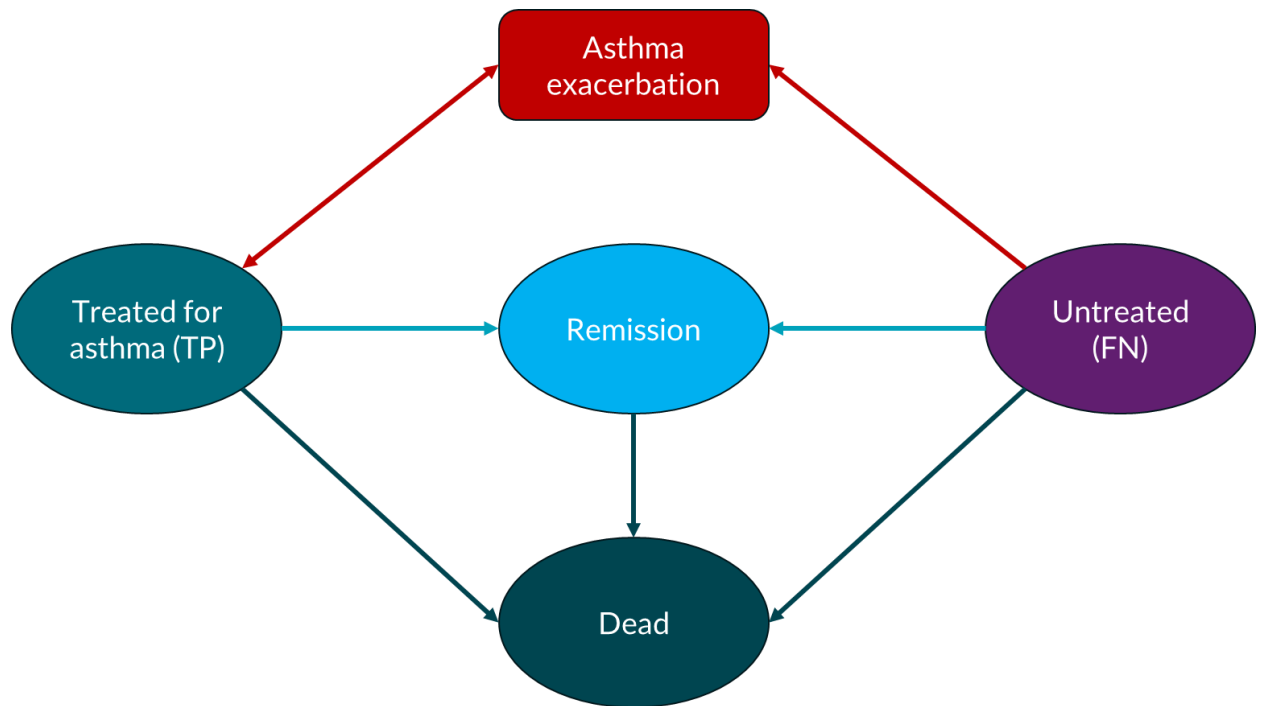 Asthma
exacerbation
Treated for
asthma (TP)
Remission
Untreated
(FN)
Dead